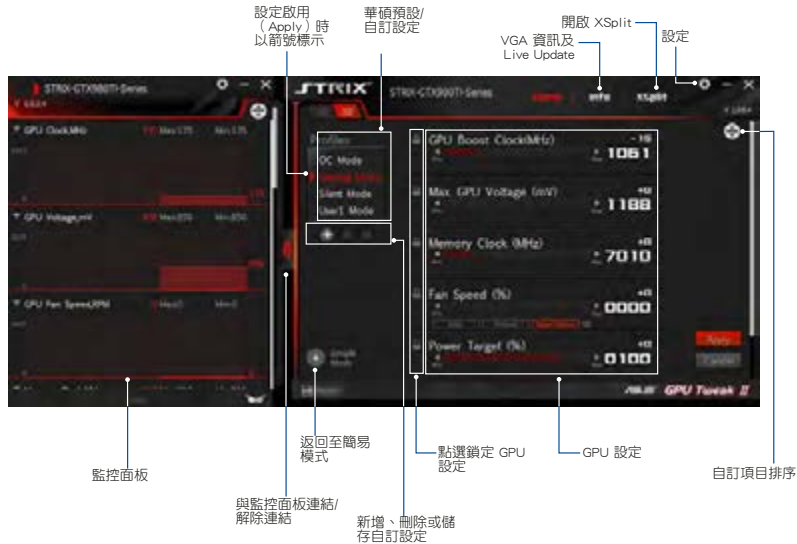 設定啟用
（Apply）時
以箭號標示
華碩預設/
自訂設定
VGA 資訊及
Live Update
開啟 XSplit
設定
STRIX-GTX980TI-Series
GPU Clock,MHz
GPU Voltage,mV
GPU Fan Speed,RPM
STRIX
STRIX-GTX980TI-Series
Info
XSplit
Profiles
OC Mode
Silent Mode
User1 Mode
GPU Boost Clock(MHz)
1061
Max. GPU Voltage (mV)
1188
Memory Clock (MHz)
7010
Fan Speed (%)
0000
Power Target (%)
0100
Simple
Mode
Apply
GPU Tweak II
監控面板
與監控面板連結/
解除連結
返回至簡易
模式
新增、刪除或儲
存自訂設定
點選鎖定 GPU
設定
GPU 設定
自訂項目排序